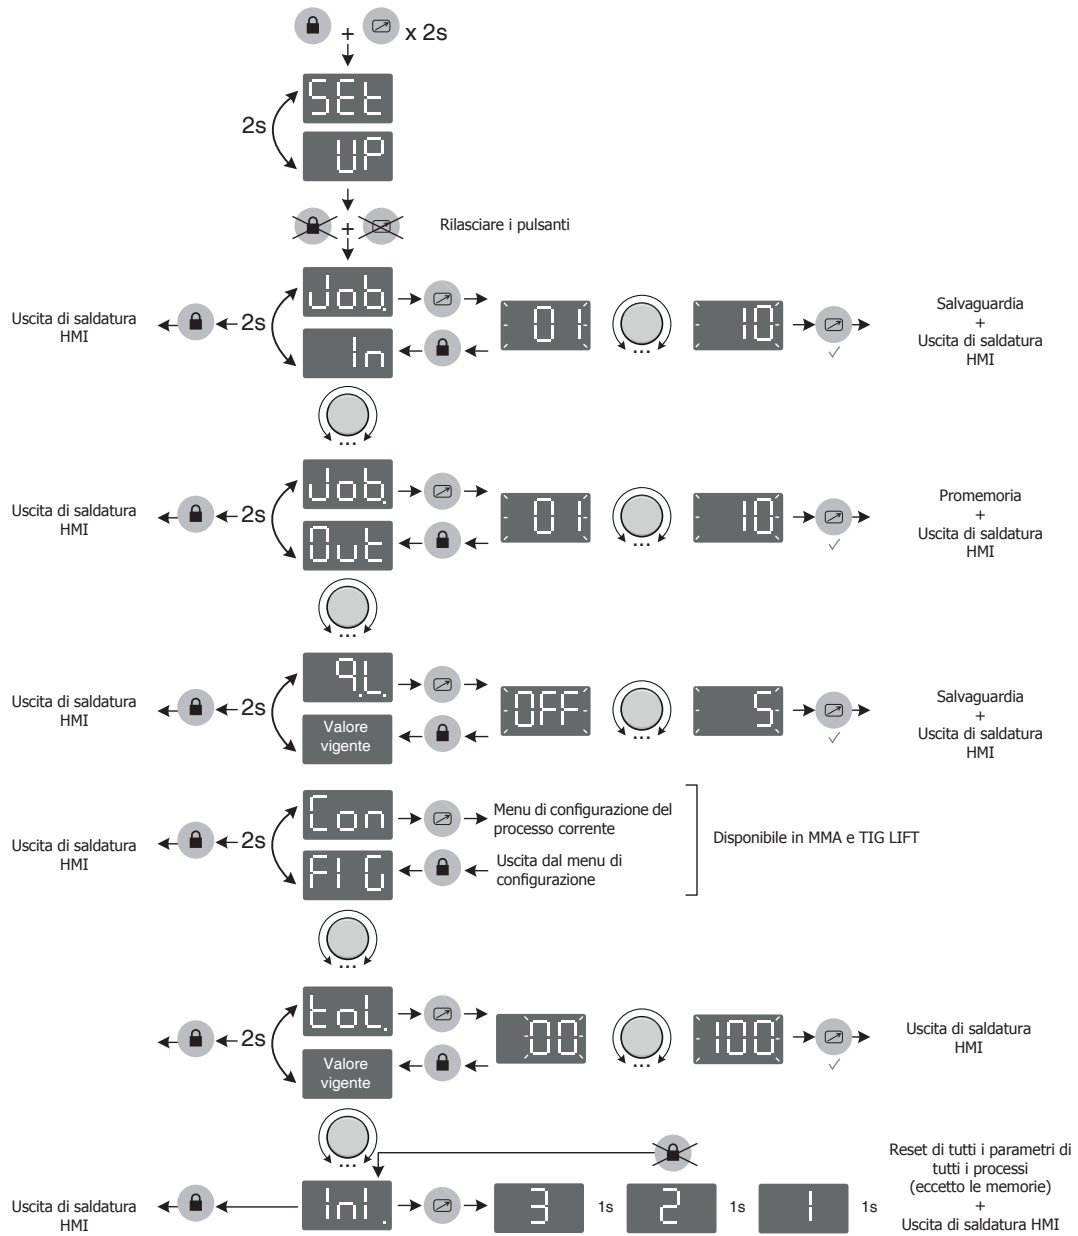 + x 2s
SEt
2s
UP
+
Rilasciare i pulsanti
Uscita di saldatura
HMI
2s
Job.
In
01
...
10
✓
Salvaguardia
+
Uscita di saldatura
HMI
...
Uscita di saldatura
HMI
2s
Job.
Out
01
...
10
✓
Promemoria
+
Uscita di saldatura
HMI
...
Uscita di saldatura
HMI
2s
q.L.
Valore
vigente
OFF
...
5
✓
Salvaguardia
+
Uscita di saldatura
HMI
Uscita di saldatura
HMI
2s
Con
FIG
Menu di configurazione del
processo corrente
Uscita dal menu di
configurazione
Disponibile in MMA e TIG LIFT
...
2s
toL.
Valore
vigente
00
...
100
✓
Uscita di saldatura
HMI
...
Uscita di saldatura
HMI
InI.
3 1s 2 1s 1 1s
Reset di tutti i parametri di
tutti i processi
(eccetto le memorie)
+
Uscita di saldatura HMI